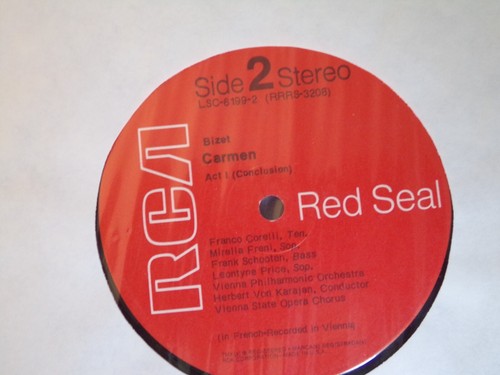 Side 2 Stereo
LSC-6199-2 (RRRS-3208)
Bizet
Carmen
Act I (Conclusion)
RCA
Red Seal
Franco Corelli, Ten.
Mirella Freni, Sop.
Frank Schooten, Bass
Leontyne Price, Sop.
Vienna Philharmonic Orchestra
Herbert Von Karajan, Conductor
Vienna State Opera Chorus
(in French•Recorded in Vienna)